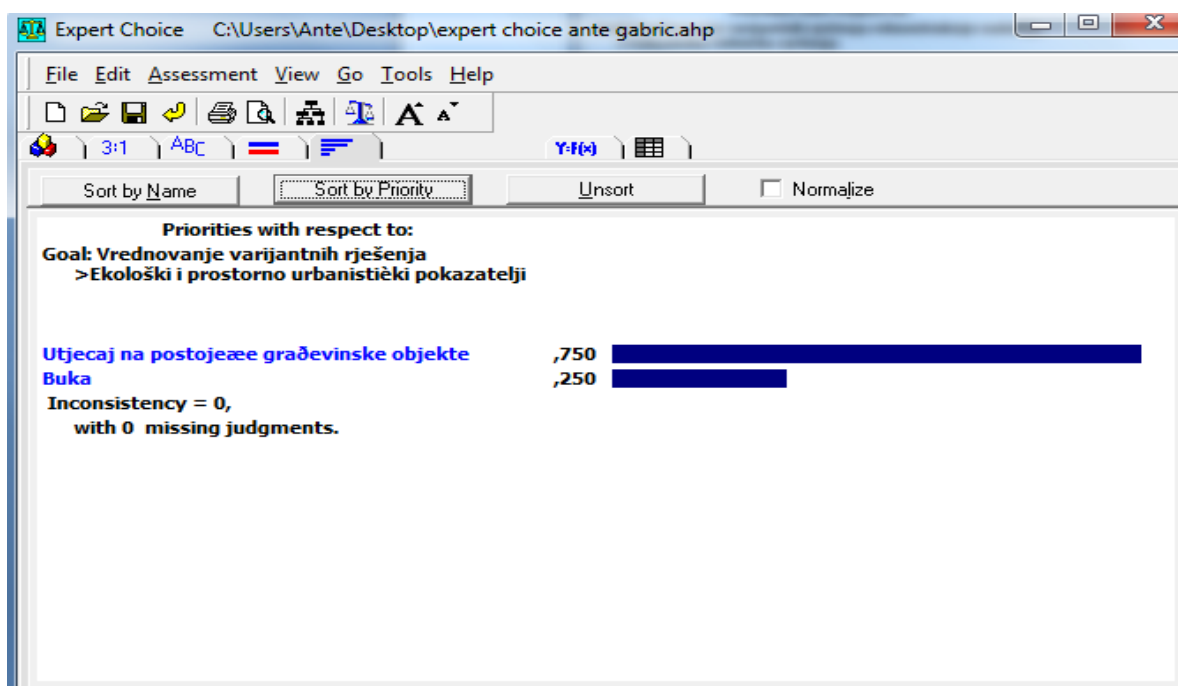 Expert Choice C:\Users\Ante\Desktop\expert choice ante gabric.ahp
File Edit Assessment View Go Tools Help
A A
3:1 ABC Y=F(x)
Sort by Name Sort by Priority Unsort Normalize
Priorities with respect to:
Goal: Vrednovanje varijantnih rješenja
>Ekološki i prostorno urbanistièki pokazatelji
Utjecaj na postojeæe graðevinske objekte ,750
Buka ,250
Inconsistency = 0,
with 0 missing judgments.